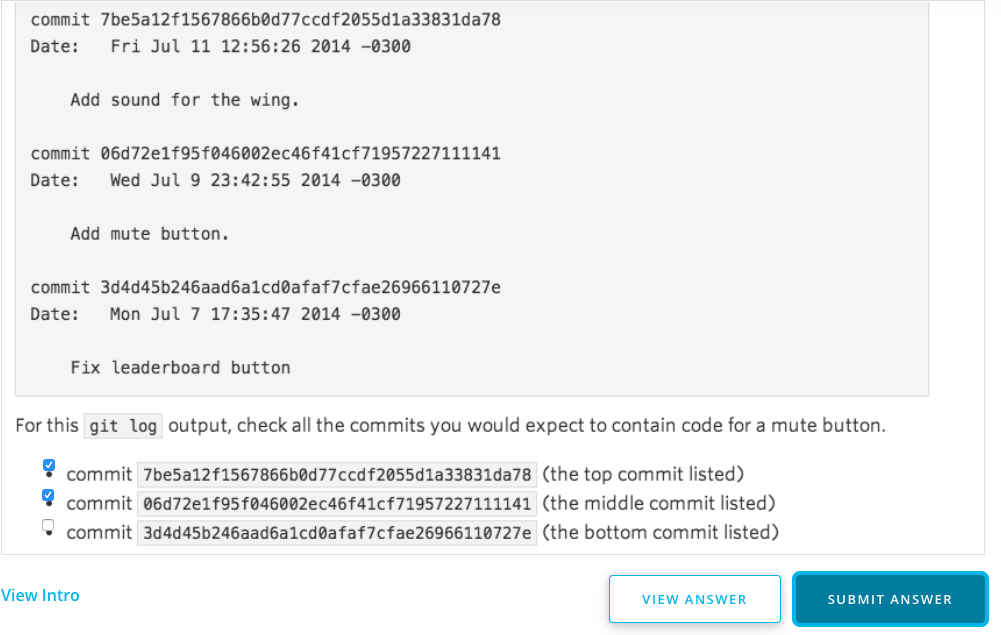 commit 7be5a12f1567866b0d77ccdf2055d1a33831da78
Date:   Fri Jul 11 12:56:26 2014 -0300
Add sound for the wing.
commit 06d72e1f95f046002ec46f41cf71957227111141
Date:   Wed Jul 9 23:42:55 2014 -0300
Add mute button.
commit 3d4d45b246aad6a1cd0afaf7cfae26966110727e
Date:   Mon Jul 7 17:35:47 2014 -0300
Fix leaderboard button
For this git log output, check all the commits you would expect to contain code for a mute button.
commit 7be5a12f1567866b0d77ccdf2055d1a33831da78 (the top commit listed)
commit 06d72e1f95f046002ec46f41cf71957227111141 (the middle commit listed)
commit 3d4d45b246aad6a1cd0afaf7cfae26966110727e (the bottom commit listed)
View Intro
VIEW ANSWER
SUBMIT ANSWER